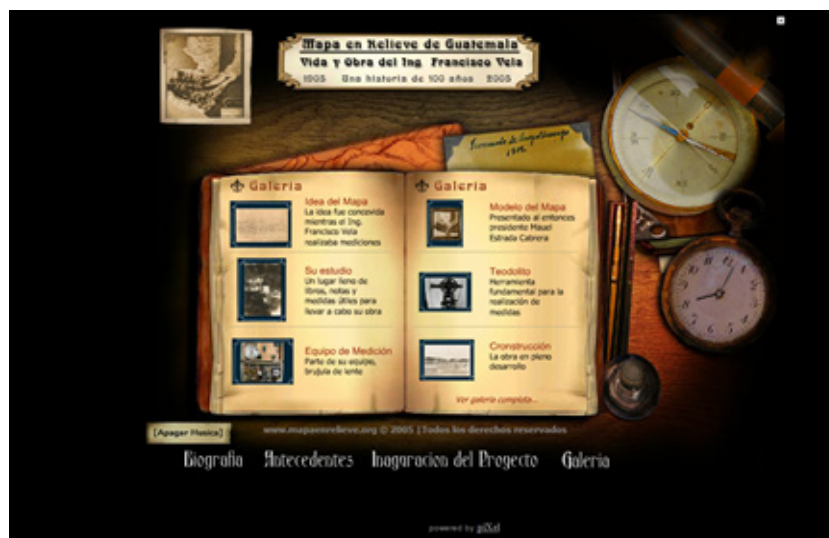 Mapa en Relieve de Guatemala
Vida y Obra del Ing. Francisco Vela
1905 Una historia de 100 años 2005
Galeria
Idea del Mapa
La idea fue concevida
mientras el Ing.
Francisco Vela
realizaba mediciones
Su estudio
Un lugar lleno de
libros, notas y
medidas útiles para
llevar a cabo su obra
Equipo de Medición
Parte de su equipo,
brujula de lente
Galeria
Modelo del Mapa
Presentado al entonces
presidente Mauel
Estrada Cabrera
Teodolito
Herramienta
fundamental para la
realización de
medidas
Cronstrucción
La obra en pleno
desarrollo
Ver galeria completa...
[Apagar Musica]
www.mapaenrelieve.org © 2005 | Todos los derechos reservados
Biografia Antecedentes Inaguracion del Proyecto Galeria
powered by piXel